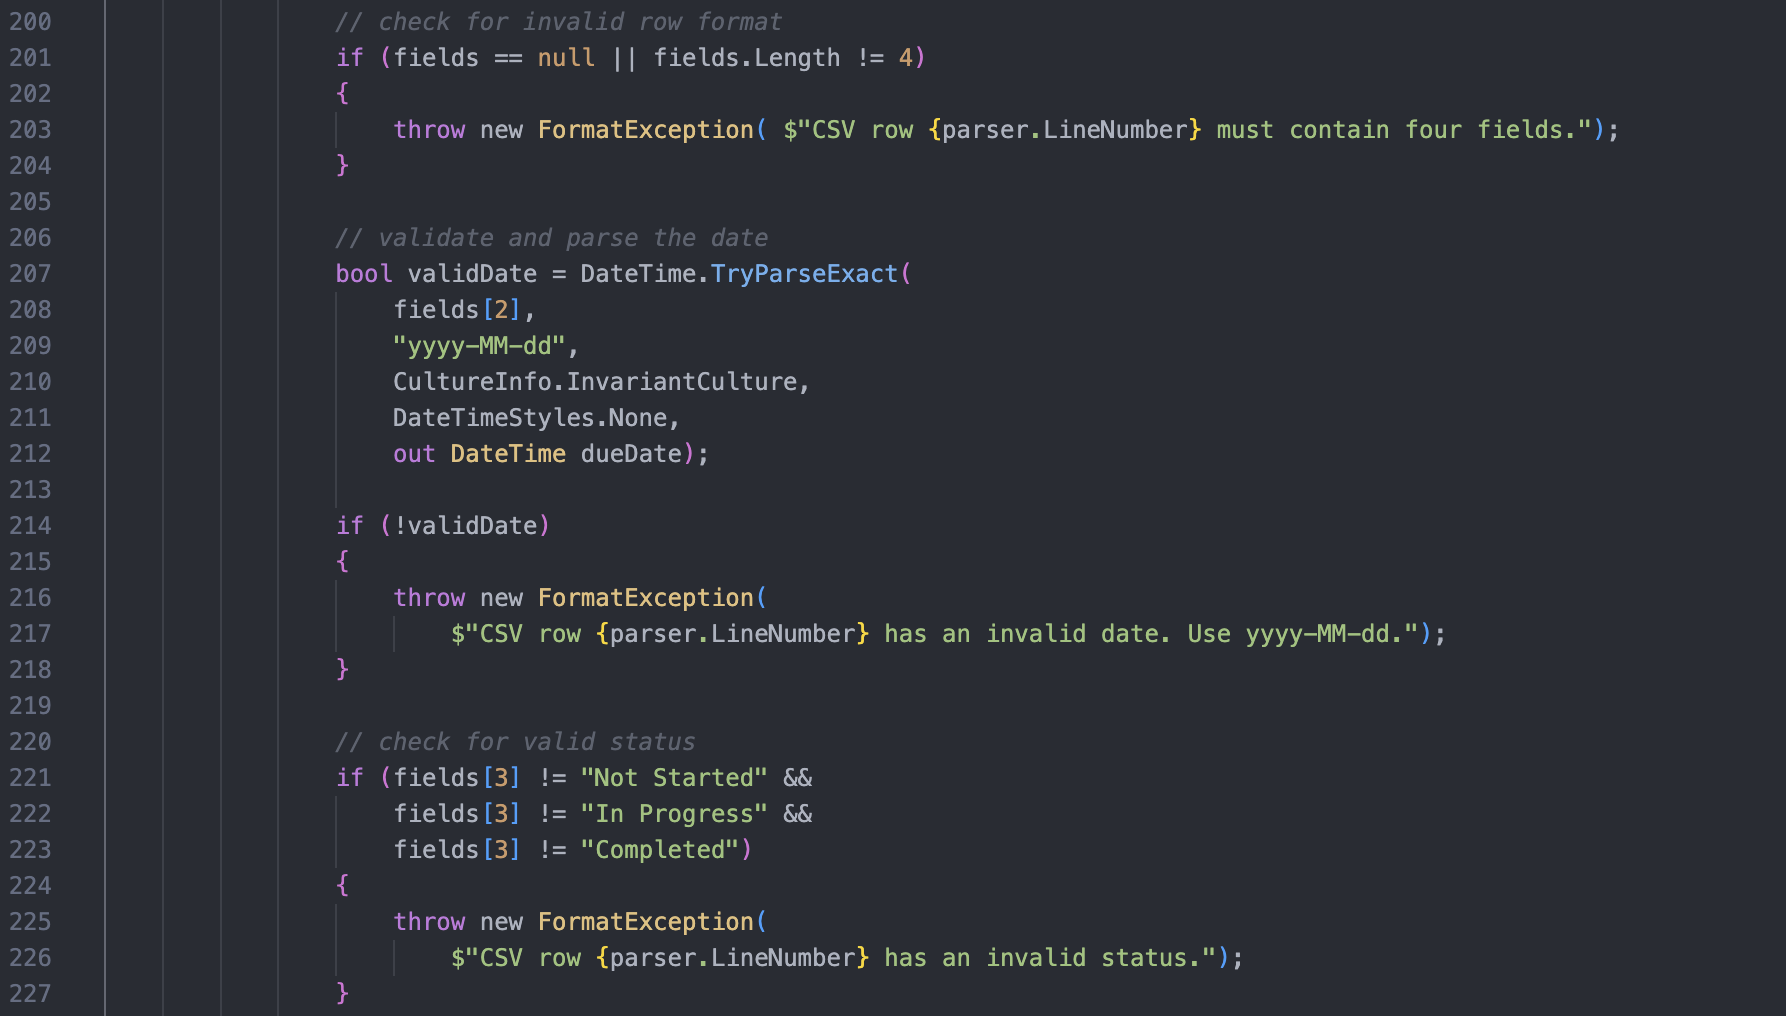 200 // check for invalid row format
201 if (fields == null || fields.Length != 4)
202 {
203 throw new FormatException( $"CSV row {parser.LineNumber} must contain four fields.");
204 }
205
206 // validate and parse the date
207 bool validDate = DateTime.TryParseExact(
208 fields[2],
209 "yyyy-MM-dd",
210 CultureInfo.InvariantCulture,
211 DateTimeStyles.None,
212 out DateTime dueDate);
213
214 if (!validDate)
215 {
216 throw new FormatException(
217 $"CSV row {parser.LineNumber} has an invalid date. Use yyyy-MM-dd.");
218 }
219
220 // check for valid status
221 if (fields[3] != "Not Started" &&
222 fields[3] != "In Progress" &&
223 fields[3] != "Completed")
224 {
225 throw new FormatException(
226 $"CSV row {parser.LineNumber} has an invalid status.");
227 }